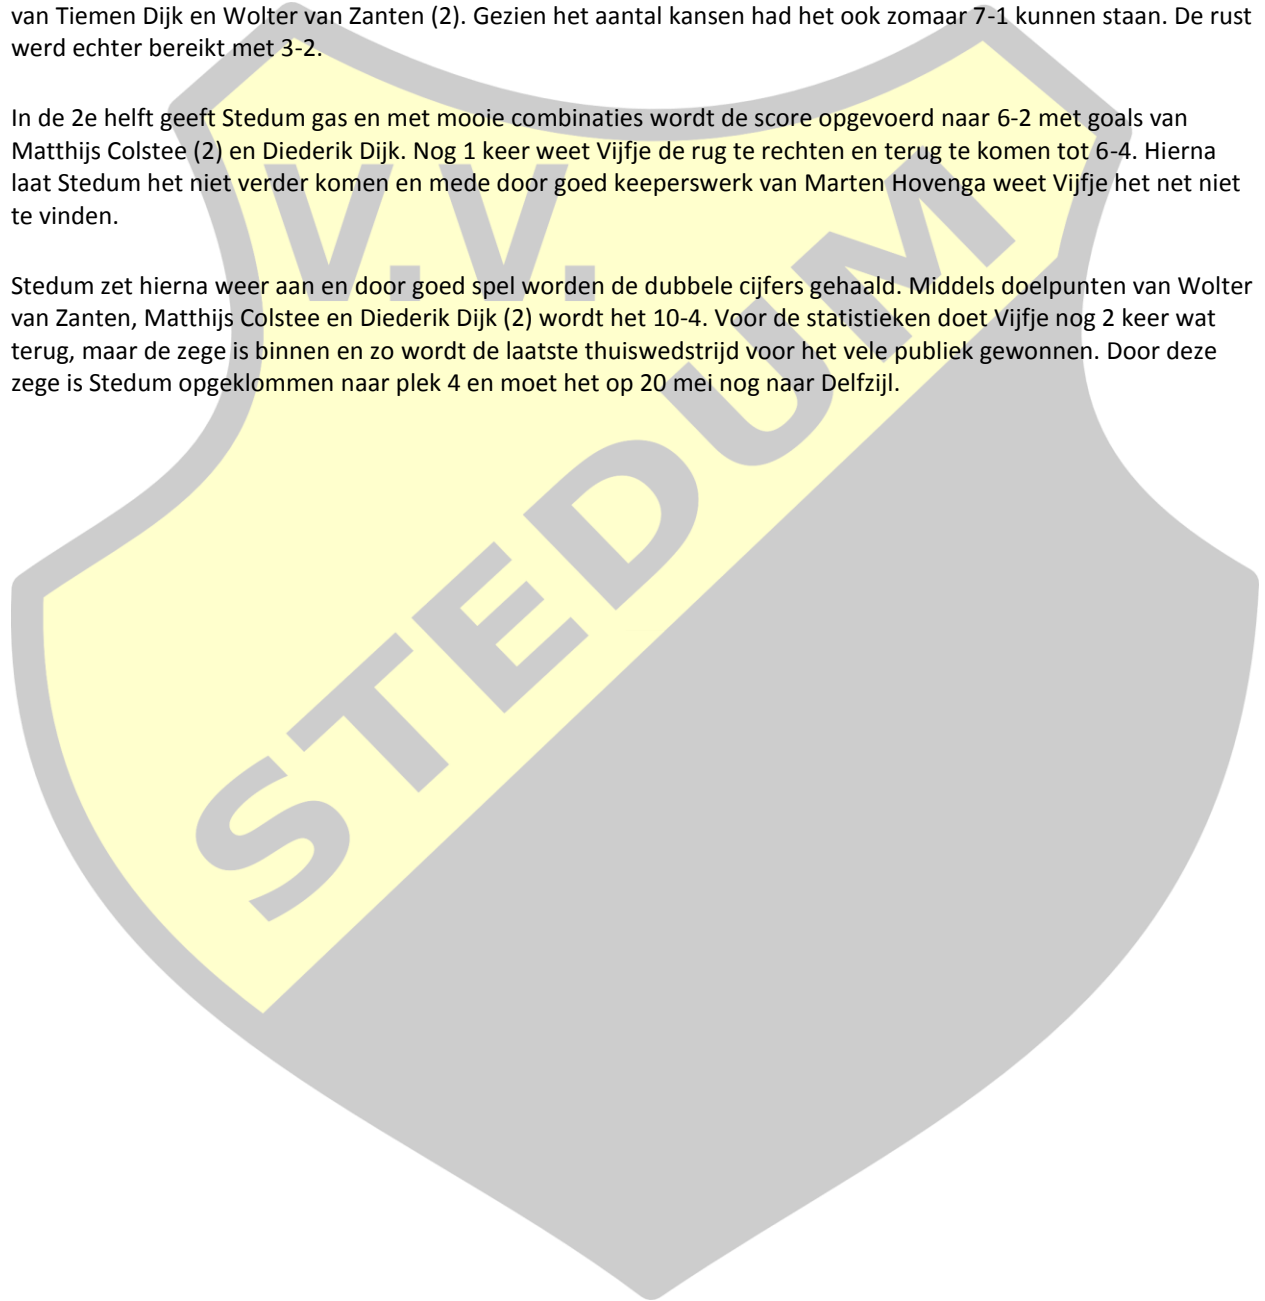 van Tiemen Dijk en Wolter van Zanten (2). Gezien het aantal kansen had het ook zomaar 7-1 kunnen staan. De rust
werd echter bereikt met 3-2.
In de 2e helft geeft Stedum gas en met mooie combinaties wordt de score opgevoerd naar 6-2 met goals van
Matthijs Colstee (2) en Diederik Dijk. Nog 1 keer weet Vijfje de rug te rechten en terug te komen tot 6-4. Hierna
laat Stedum het niet verder komen en mede door goed keeperswerk van Marten Hovenga weet Vijfje het net niet
te vinden.
Stedum zet hierna weer aan en door goed spel worden de dubbele cijfers gehaald. Middels doelpunten van Wolter
van Zanten, Matthijs Colstee en Diederik Dijk (2) wordt het 10-4. Voor de statistieken doet Vijfje nog 2 keer wat
terug, maar de zege is binnen en zo wordt de laatste thuiswedstrijd voor het vele publiek gewonnen. Door deze
zege is Stedum opgeklommen naar plek 4 en moet het op 20 mei nog naar Delfzijl.
V.V.
STEDUM